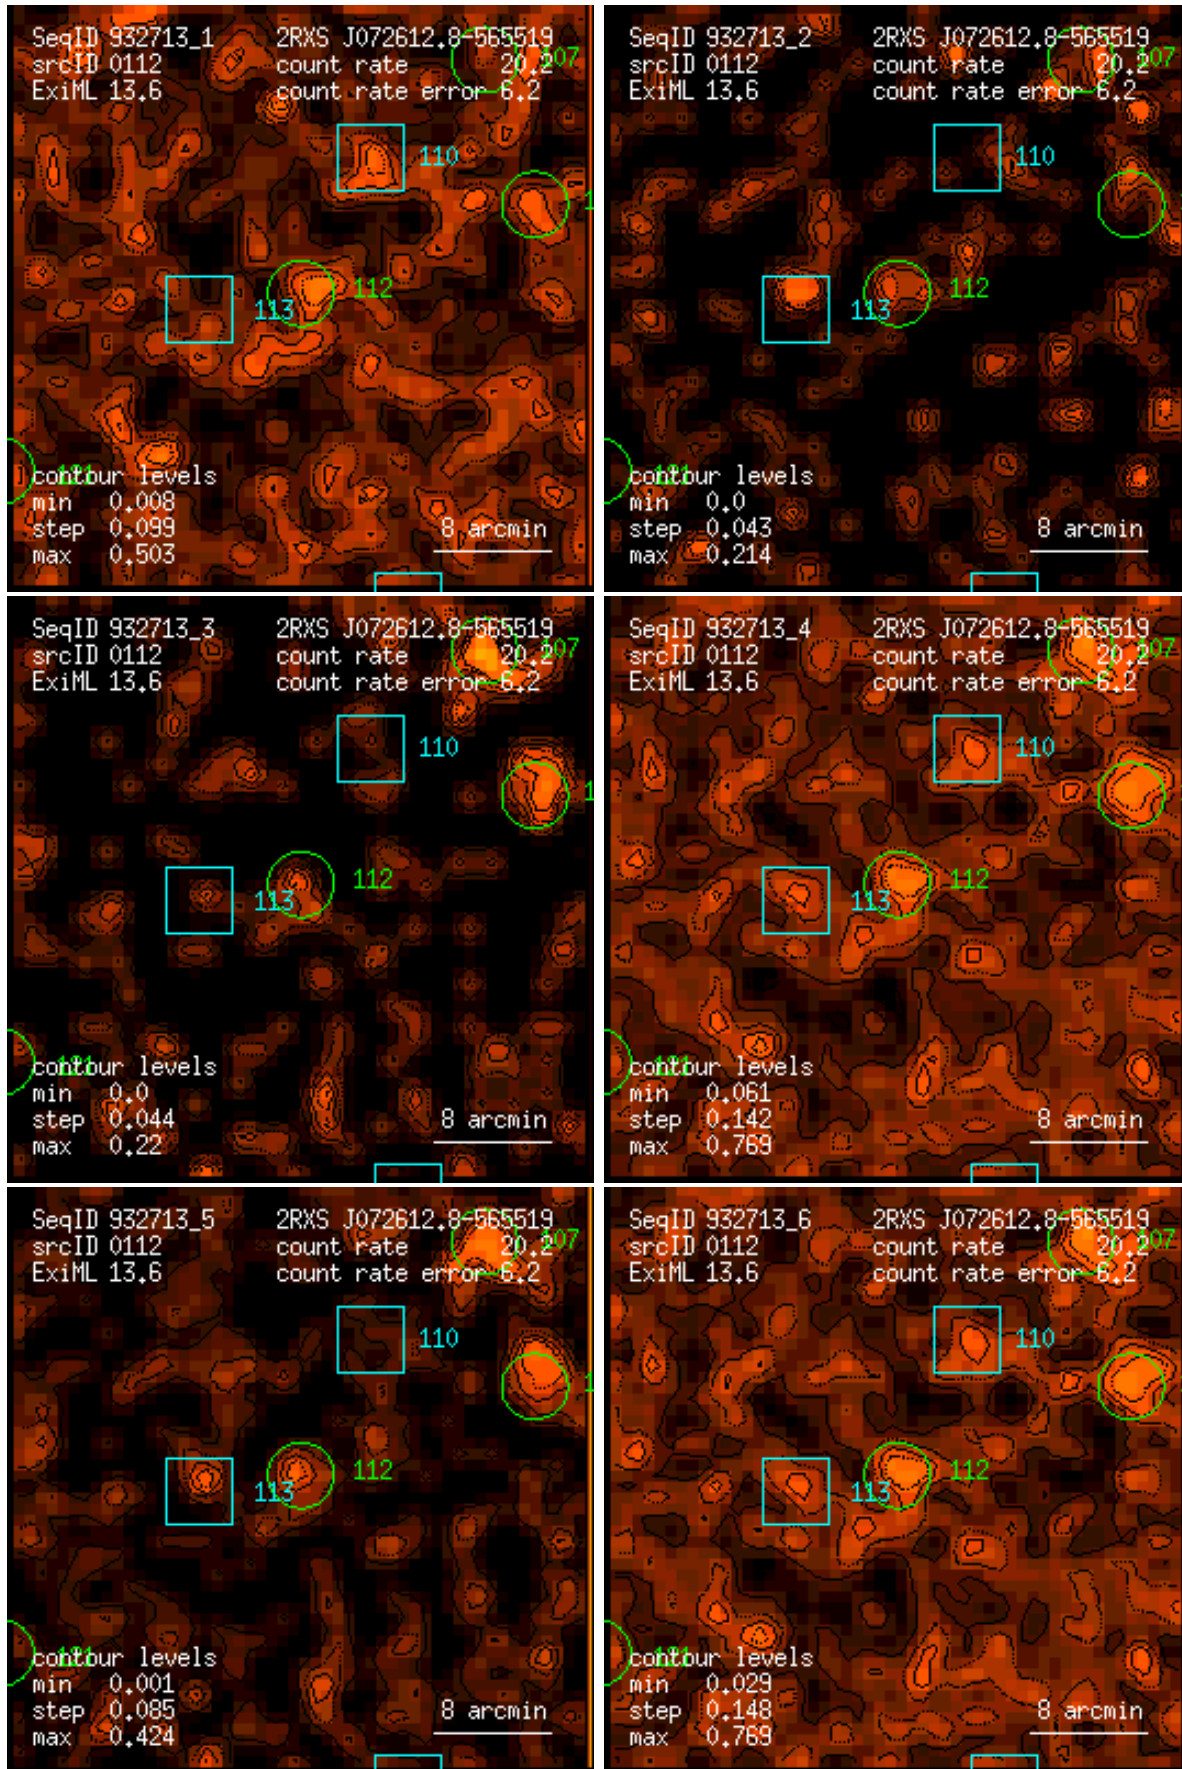 SeqID 932713_1 2RXS J072612.8-565519
srcID 0112 count rate 20.2
107
ExiML 13.6 count rate error 6.2
110
1
112
113
contour levels
min 0.008
step 0.099 8 arcmin
max 0.503
SeqID 932713_2 2RXS J072612.8-565519
srcID 0112 count rate 20.2
107
ExiML 13.6 count rate error 6.2
110
112
113
contour levels
min 0.0
step 0.043 8 arcmin
max 0.214
SeqID 932713_3 2RXS J072612.8-565519
srcID 0112 count rate 20.2
107
ExiML 13.6 count rate error 6.2
110
1
112
113
contour levels
min 0.0
step 0.044 8 arcmin
max 0.22
SeqID 932713_4 2RXS J072612.8-565519
srcID 0112 count rate 20.2
107
ExiML 13.6 count rate error 6.2
110
112
113
contour levels
min 0.061
step 0.142 8 arcmin
max 0.769
SeqID 932713_5 2RXS J072612.8-565519
srcID 0112 count rate 20.2
107
ExiML 13.6 count rate error 6.2
110
1
112
113
contour levels
min 0.001
step 0.085 8 arcmin
max 0.424
SeqID 932713_6 2RXS J072612.8-565519
srcID 0112 count rate 20.2
107
ExiML 13.6 count rate error 6.2
110
112
113
contour levels
min 0.029
step 0.148 8 arcmin
max 0.769